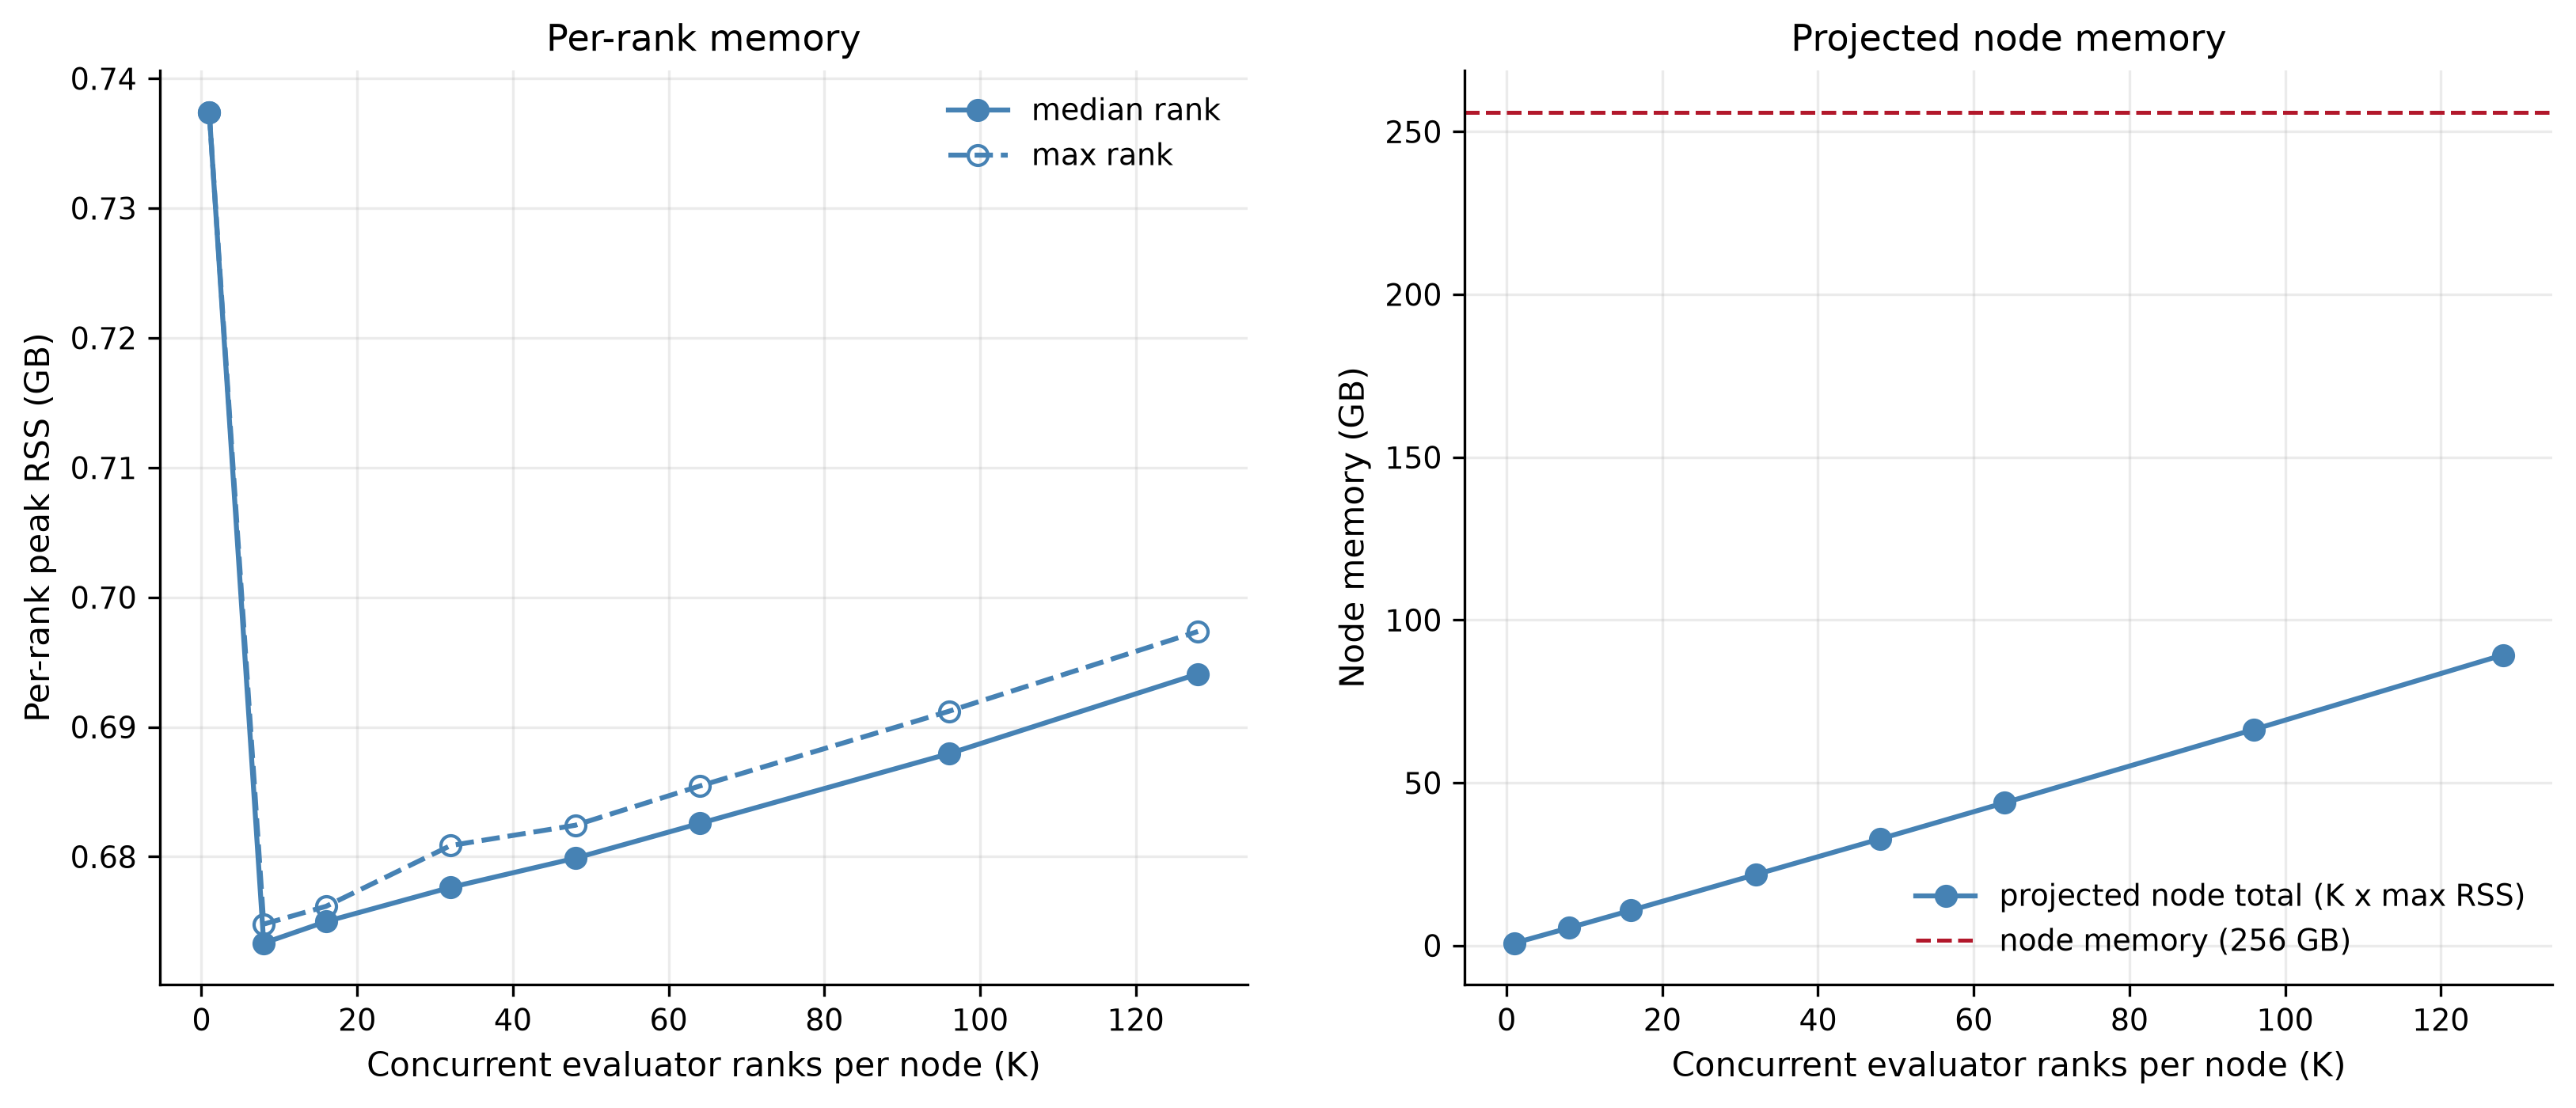 Per-rank memory
Per-rank peak RSS (GB)
0.74
0.73
0.72
0.71
0.70
0.69
0.68
median rank
max rank
0 20 40 60 80 100 120
Concurrent evaluator ranks per node (K)
Projected node memory
Node memory (GB)
250
200
150
100
50
0
projected node total (K x max RSS)
node memory (256 GB)
0 20 40 60 80 100 120
Concurrent evaluator ranks per node (K)